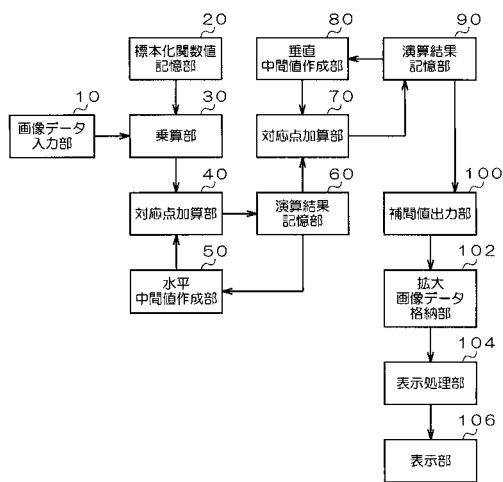 20
標本化関数値
記憶部
80
垂直
中間値作成部
90
演算結果
記憶部
10
画像データ
入力部
30
乗算部
70
対応点加算部
40
対応点加算部
60
演算結果
記憶部
100
補間値出力部
50
水平
中間値作成部
102
拡大
画像データ
格納部
104
表示処理部
106
表示部